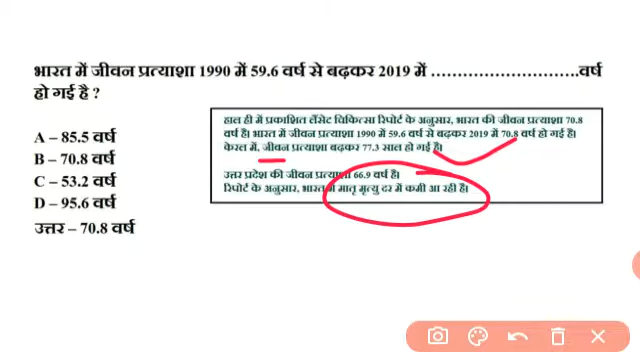 भारत में जीवन प्रत्याशा 1990 में 59.6 वर्ष से बढ़कर 2019 में ............................वर्ष
हो गई है ?
A – 85.5 वर्ष
B – 70.8 वर्ष
C – 53.2 वर्ष
D – 95.6 वर्ष
उत्तर – 70.8 वर्ष
हाल ही में प्रकाशित लैंसेट चिकित्सा रिपोर्ट के अनुसार, भारत की जीवन प्रत्याशा 70.8
वर्ष है। भारत में जीवन प्रत्याशा 1990 में 59.6 वर्ष से बढ़कर 2019 में 70.8 वर्ष हो गई है।
केरल में, जीवन प्रत्याशा बढ़कर 77.3 साल हो गई है।
उत्तर प्रदेश की जीवन प्रत्याशा 66.9 वर्ष है।
रिपोर्ट के अनुसार, भारत में मातृ मृत्यु दर में कमी आ रही है।